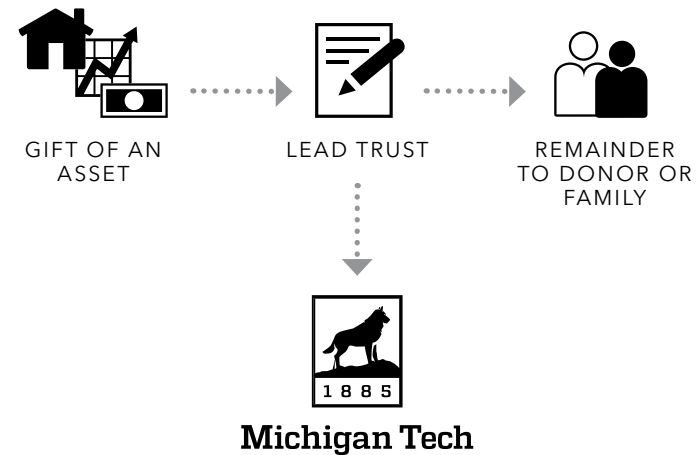 GIFT OF AN
ASSET
LEAD TRUST
REMAINDER
TO DONOR OR
FAMILY
1885
Michigan Tech